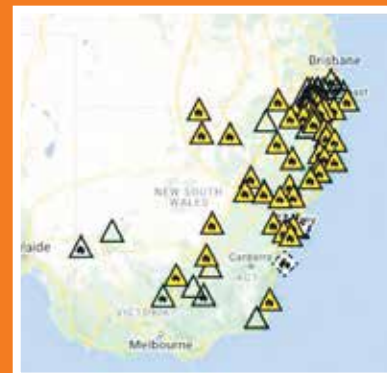 Brisbane
NEW SOUTH
WALES
laide
Canberra
ACT
VICTORIA
Melbourne